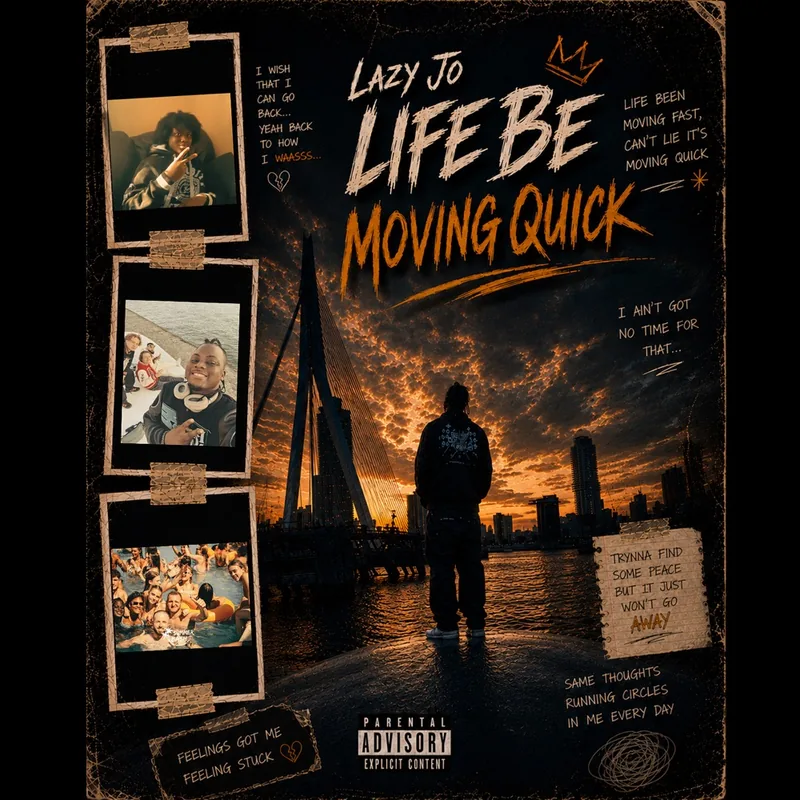 LAZY JO
LIFE BE
MOVING QUICK
I WISH
THAT I
CAN GO
BACK...
YEAH BACK
TO HOW
I WAASSS...
LIFE BEEN
MOVING FAST,
CAN'T LIE IT'S
MOVING QUICK
I AIN'T GOT
NO TIME FOR
THAT...
TRYNNA FIND
SOME PEACE
BUT IT JUST
WON'T GO
AWAY
SAME THOUGHTS
RUNNING CIRCLES
IN ME EVERY DAY
FEELINGS GOT ME
FEELING STUCK
PARENTAL
ADVISORY
EXPLICIT CONTENT